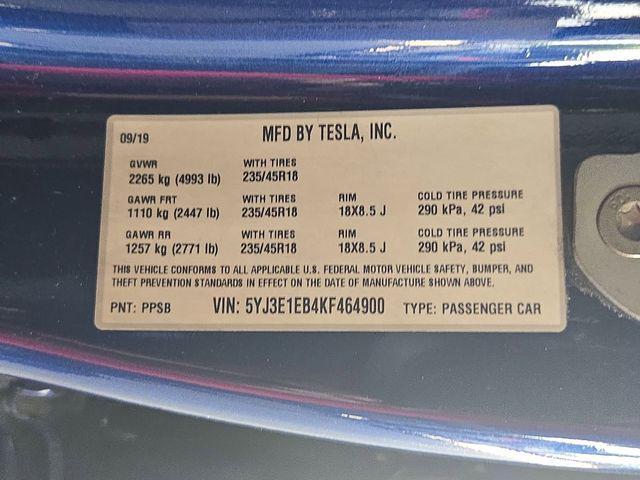 09/19 MFD BY TESLA, INC.
GVWR WITH TIRES
2265 kg (4993 lb) 235/45R18
GAWR FRT WITH TIRES RIM COLD TIRE PRESSURE
1110 kg (2447 lb) 235/45R18 18X8.5 J 290 kPa, 42 psi
GAWR RR WITH TIRES RIM COLD TIRE PRESSURE
1257 kg (2771 lb) 235/45R18 18X8.5 J 290 kPa, 42 psi
THIS VEHICLE CONFORMS TO ALL APPLICABLE U.S. FEDERAL MOTOR VEHICLE SAFETY, BUMPER, AND
THEFT PREVENTION STANDARDS IN EFFECT ON THE DATE OF MANUFACTURE SHOWN ABOVE.
PNT: PPSB VIN: 5YJ3E1EB4KF464900 TYPE: PASSENGER CAR